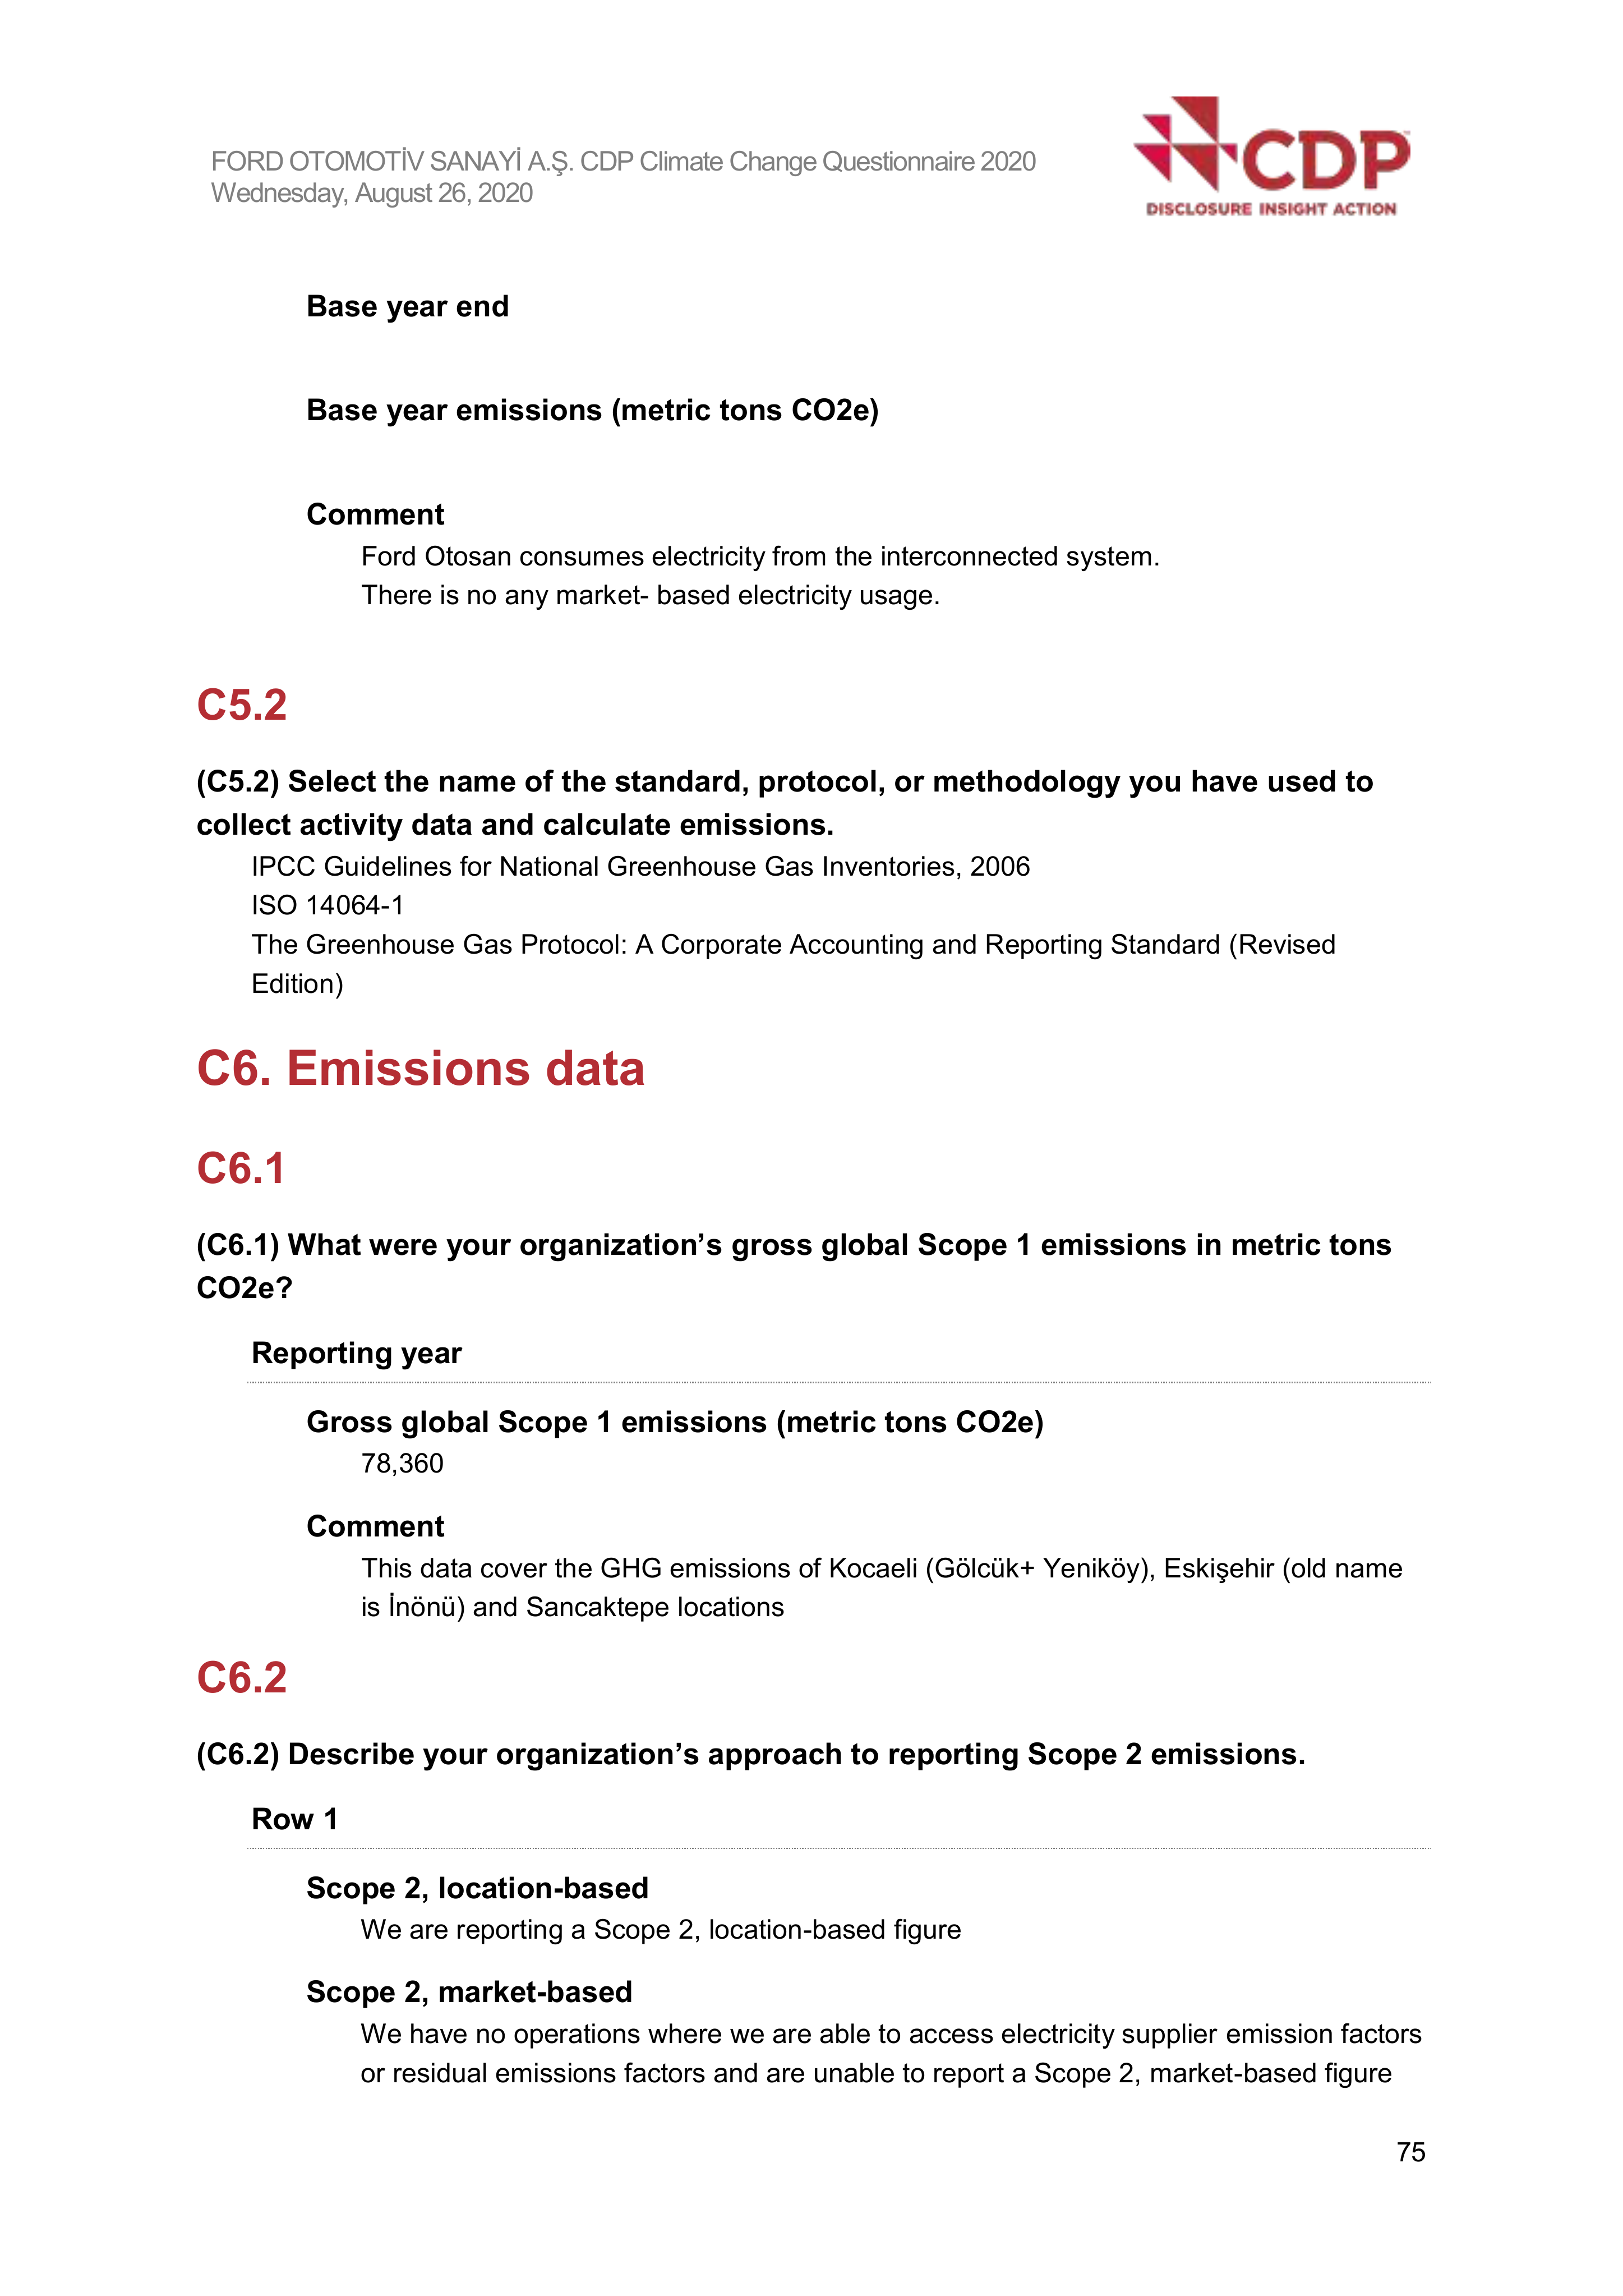 FORD OTOMOTİV SANAYİ A.Ş. CDP Climate Change Questionnaire 2020
Wednesday, August 26, 2020
CDP
DISCLOSURE INSIGHT ACTION
Base year end
Base year emissions (metric tons CO2e)
Comment
Ford Otosan consumes electricity from the interconnected system.
There is no any market- based electricity usage.
C5.2
(C5.2) Select the name of the standard, protocol, or methodology you have used to
collect activity data and calculate emissions.
IPCC Guidelines for National Greenhouse Gas Inventories, 2006
ISO 14064-1
The Greenhouse Gas Protocol: A Corporate Accounting and Reporting Standard (Revised
Edition)
C6. Emissions data
C6.1
(C6.1) What were your organization’s gross global Scope 1 emissions in metric tons
CO2e?
Reporting year
Gross global Scope 1 emissions (metric tons CO2e)
78,360
Comment
This data cover the GHG emissions of Kocaeli (Gölcük+ Yeniköy), Eskişehir (old name
is İnönü) and Sancaktepe locations
C6.2
(C6.2) Describe your organization’s approach to reporting Scope 2 emissions.
Row 1
Scope 2, location-based
We are reporting a Scope 2, location-based figure
Scope 2, market-based
We have no operations where we are able to access electricity supplier emission factors
or residual emissions factors and are unable to report a Scope 2, market-based figure
75